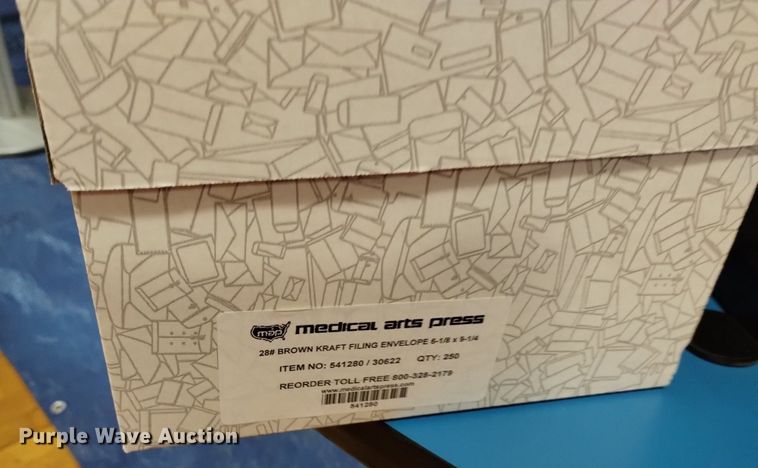 map medical arts press
28# BROWN KRAFT FILING ENVELOPE 6-1/8 x 9-1/4
ITEM NO: 541280 / 30622 QTY: 250
REORDER TOLL FREE 800-328-2179
www.medicalartspress.com
541280
Purple Wave Auction